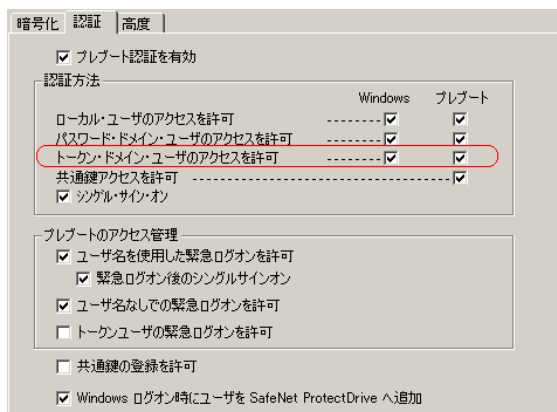 暗号化 認証 高度
プレブート認証を有効
認証方法
Windows プレブート
ローカル・ユーザのアクセスを許可 --------
パスワード・ドメイン・ユーザのアクセスを許可 --------
トークン・ドメイン・ユーザのアクセスを許可 --------
共通鍵アクセスを許可 ------------------------------
シングル・サイン・オン
プレブートのアクセス管理
ユーザ名を使用した緊急ログオンを許可
緊急ログオン後のシングルサインオン
ユーザ名なしでの緊急ログオンを許可
トークンユーザの緊急ログオンを許可
共通鍵の登録を許可
Windows ログオン時にユーザを SafeNet ProtectDrive へ追加